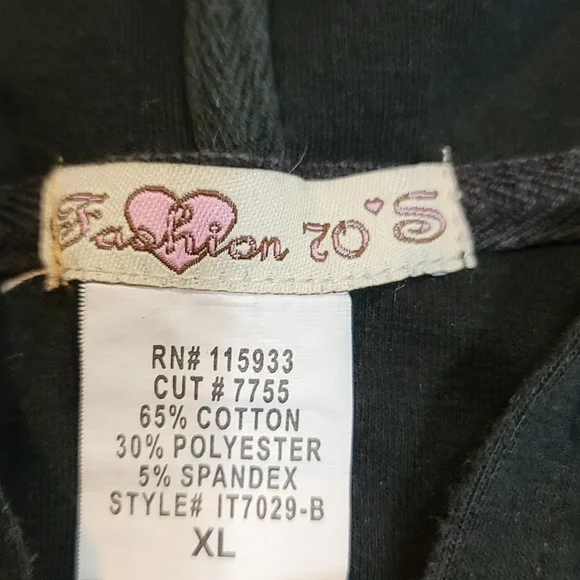 Fashion 70'S
RN# 115933
CUT # 7755
65% COTTON
30% POLYESTER
5% SPANDEX
STYLE# IT7029-B
XL